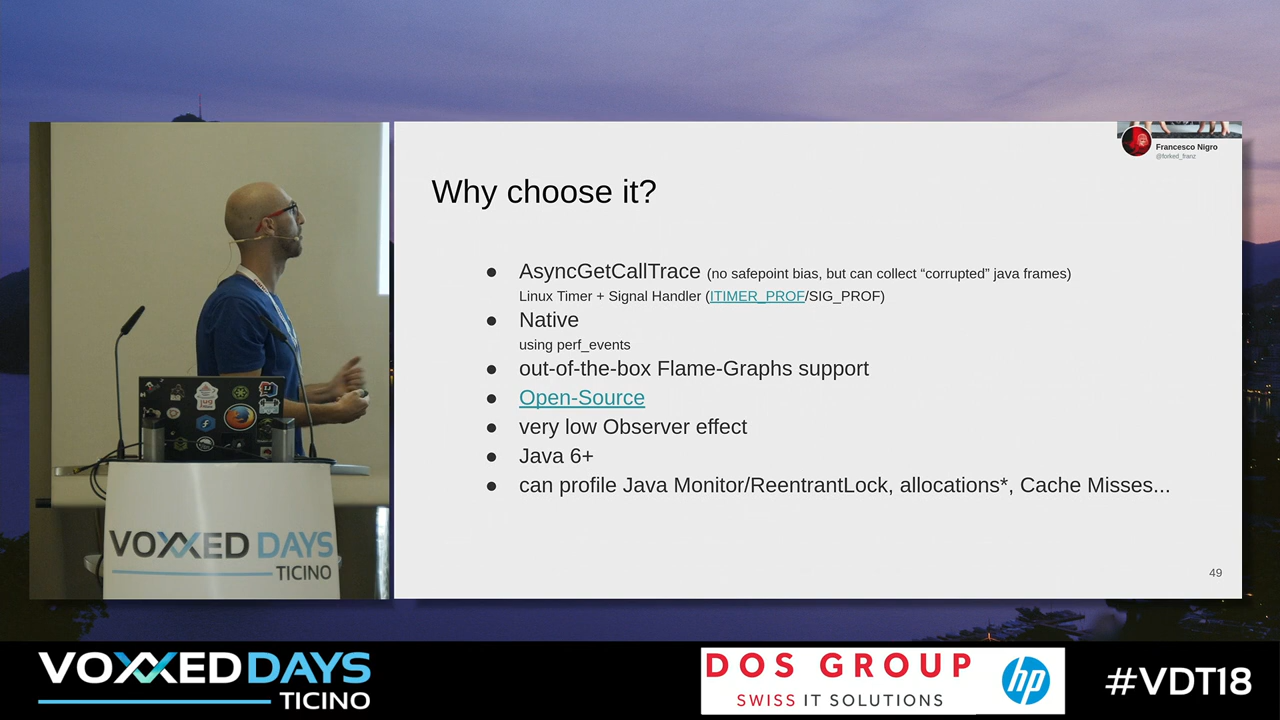 Francesco Nigro
@forked_franz
Why choose it?
● AsyncGetCallTrace (no safepoint bias, but can collect “corrupted” java frames)
Linux Timer + Signal Handler (ITIMER_PROF/SIG_PROF)
● Native
using perf_events
● out-of-the-box Flame-Graphs support
● Open-Source
● very low Observer effect
● Java 6+
● can profile Java Monitor/ReentrantLock, allocations*, Cache Misses...
49
VOXXED DAYS
TICINO
VOXXEDDAYS
TICINO
DOS GROUP
SWISS IT SOLUTIONS
hp
#VDT18